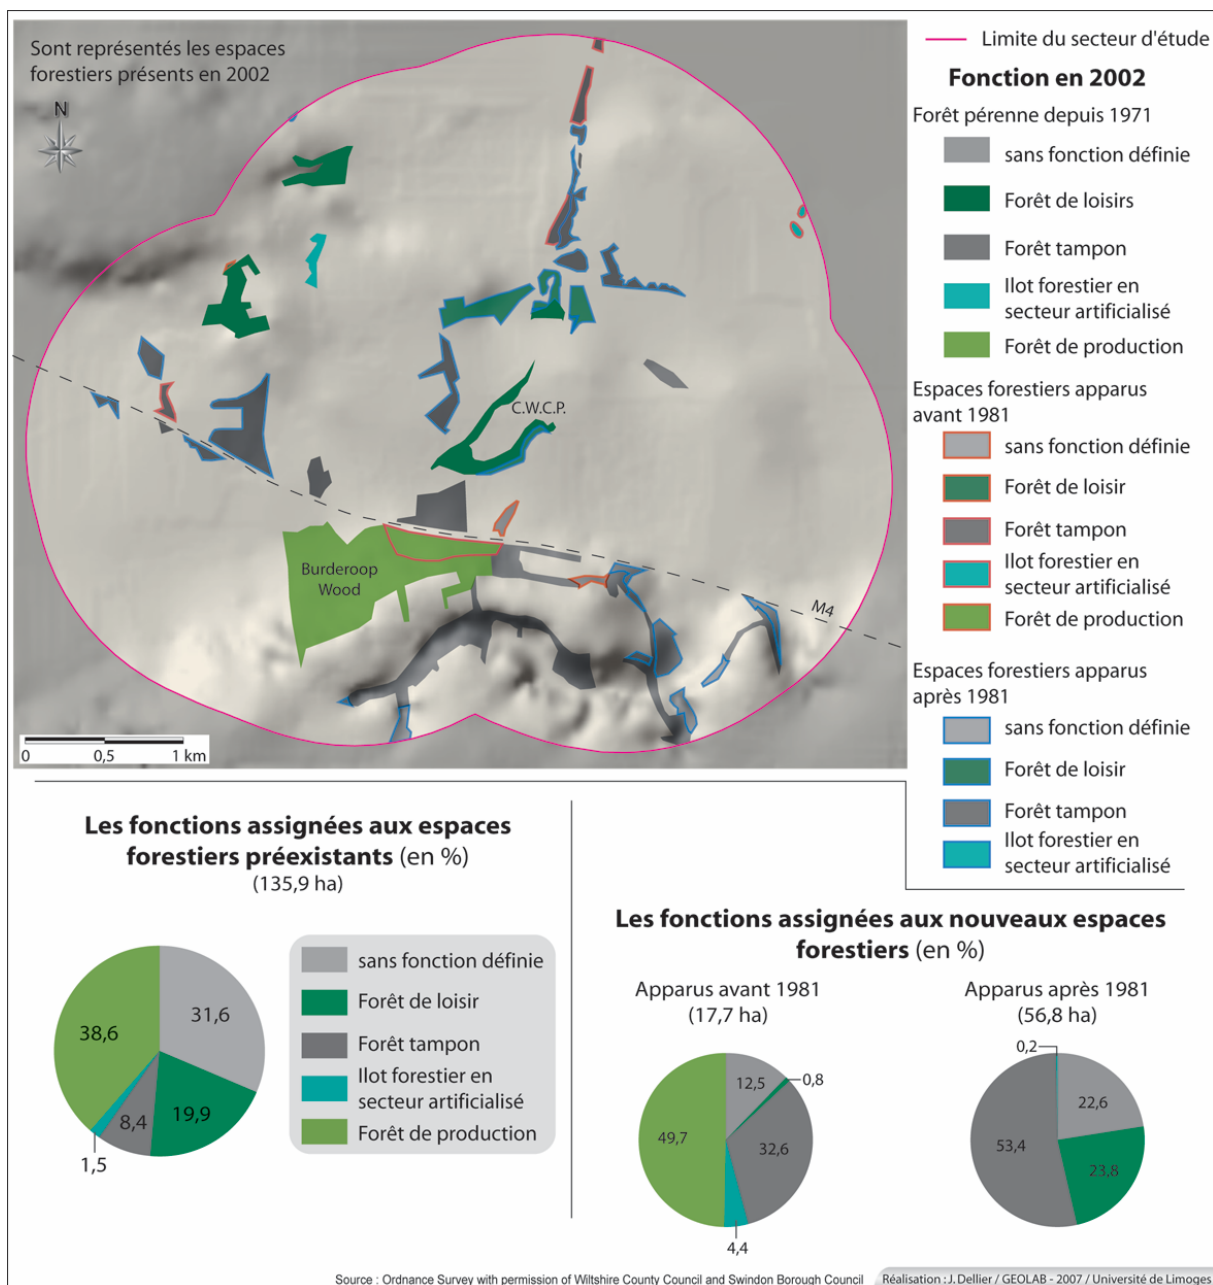 Sont représentés les espaces
forestiers présents en 2002
N
C.W.C.P.
Burderoop
Wood
M4
0 0,5 1 km
Limite du secteur d'étude
Fonction en 2002
Forêt pérenne depuis 1971
sans fonction définie
Forêt de loisirs
Forêt tampon
Ilot forestier en
secteur artificialisé
Forêt de production
Espaces forestiers apparus
avant 1981
sans fonction définie
Forêt de loisir
Forêt tampon
Ilot forestier en
secteur artificialisé
Forêt de production
Espaces forestiers apparus
après 1981
sans fonction définie
Forêt de loisir
Forêt tampon
Ilot forestier en
secteur artificialisé
Les fonctions assignées aux espaces
forestiers préexistants (en %)
(135,9 ha)
31,6
19,9
8,4
1,5
38,6
sans fonction définie
Forêt de loisir
Forêt tampon
Ilot forestier en
secteur artificialisé
Forêt de production
Les fonctions assignées aux nouveaux espaces
forestiers (en %)
Apparus avant 1981
(17,7 ha)
12,5
0,8
32,6
4,4
49,7
Apparus après 1981
(56,8 ha)
0,2
22,6
23,8
53,4
Source : Ordnance Survey with permission of Wiltshire County Council and Swindon Borough Council
Réalisation : J. Dellier / GEOLAB - 2007 / Université de Limoges